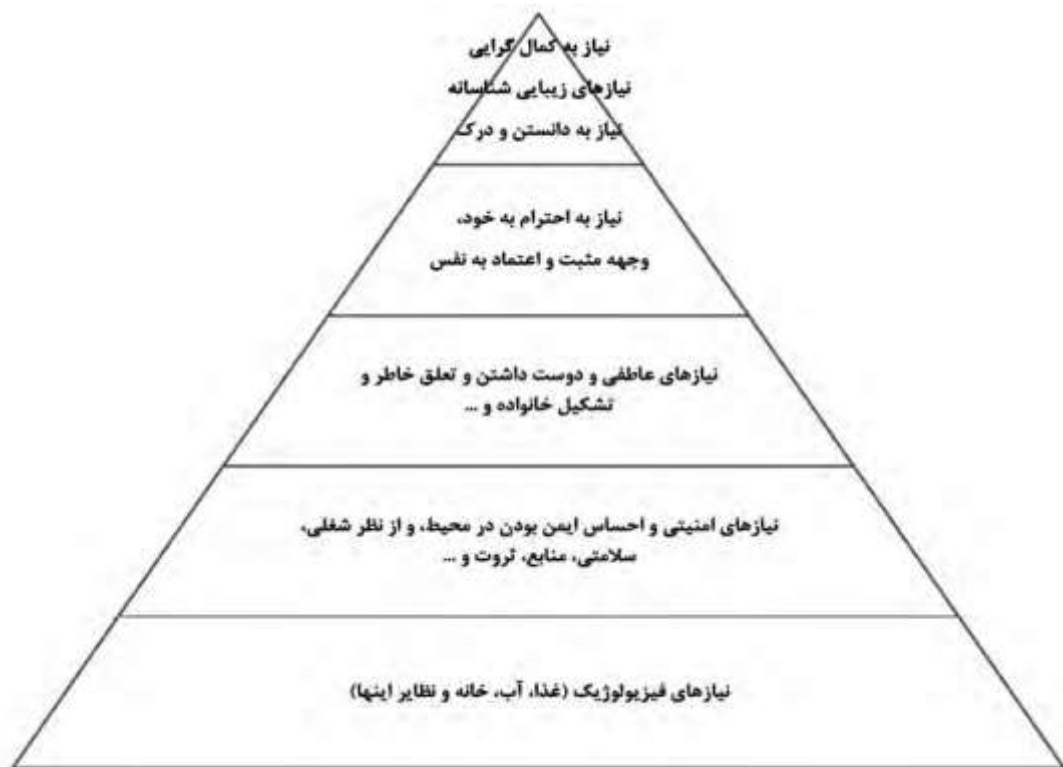 نیاز به کمال گرایی
نیازهای زیبایی شناسانه
نیاز به دانستن و درک
نیاز به احترام به خود،
وجهه مثبت و اعتماد به نفس
نیازهای عاطفی و دوست داشتن و تعلق خاطر و
تشکیل خانواده و ...
نیازهای امنیتی و احساس ایمن بودن در محیط، و از نظر شغلی،
سلامتی، منابع، ثروت و ...
نیازهای فیزیولوژیک (غذا، آب، خانه و نظایر اینها)